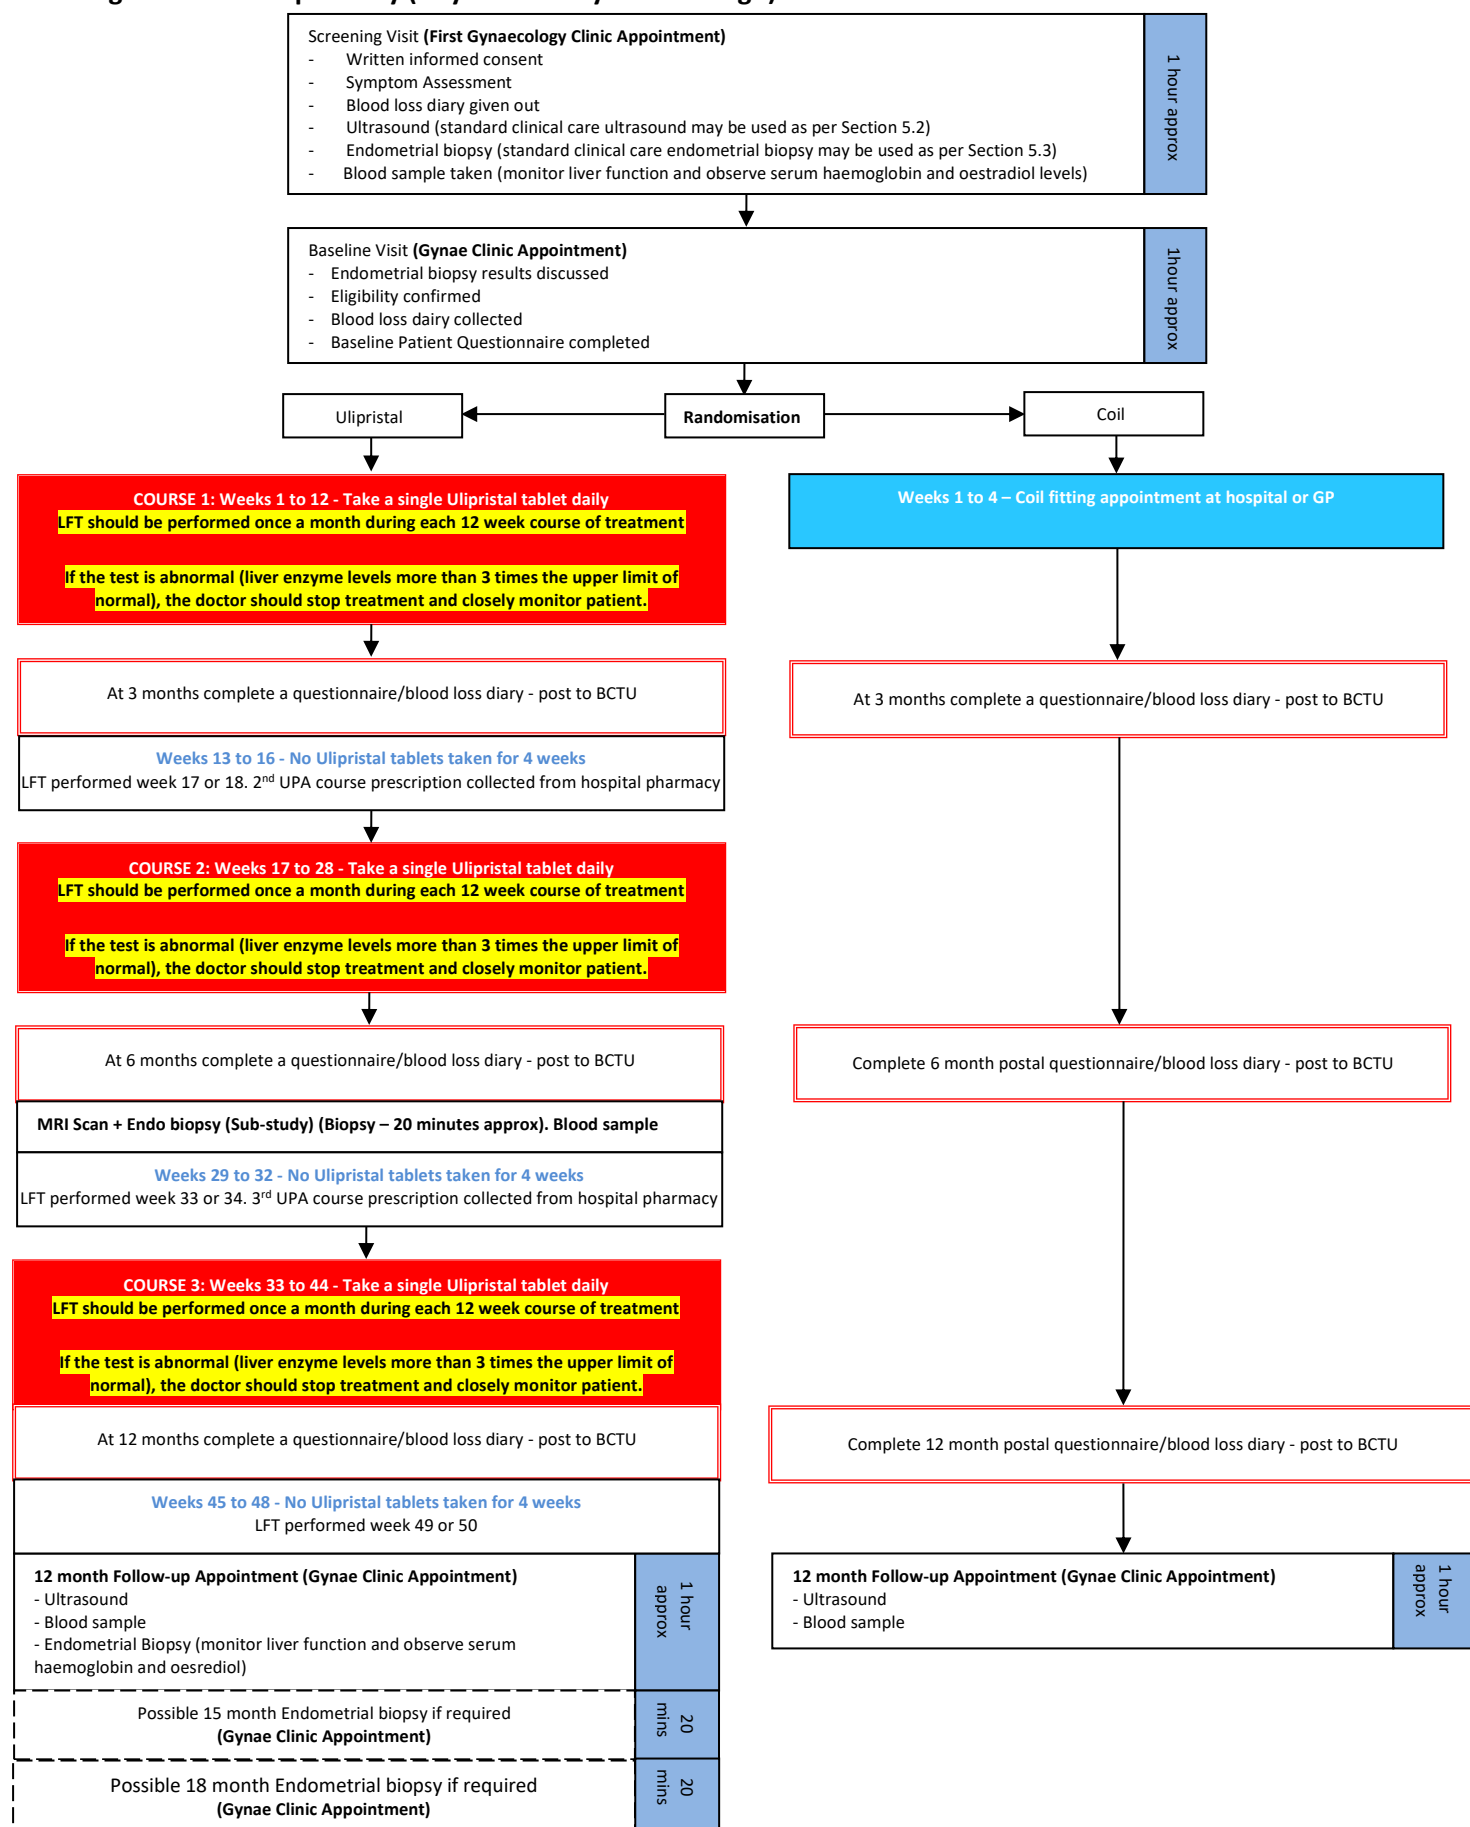 Screening Visit (First Gynaecology Clinic Appointment)
- Written informed consent
- Symptom Assessment
- Blood loss diary given out
- Ultrasound (standard clinical care ultrasound may be used as per Section 5.2)
- Endometrial biopsy (standard clinical care endometrial biopsy may be used as per Section 5.3)
- Blood sample taken (monitor liver function and observe serum haemoglobin and oestradiol levels)
1 hour approx
Baseline Visit (Gynae Clinic Appointment)
- Endometrial biopsy results discussed
- Eligibility confirmed
- Blood loss dairy collected
- Baseline Patient Questionnaire completed
1hour approx
Ulipristal
Randomisation
Coil
COURSE 1: Weeks 1 to 12 - Take a single Ulipristal tablet daily
LFT should be performed once a month during each 12 week course of treatment
If the test is abnormal (liver enzyme levels more than 3 times the upper limit of
normal), the doctor should stop treatment and closely monitor patient.
Weeks 1 to 4 – Coil fitting appointment at hospital or GP
At 3 months complete a questionnaire/blood loss diary - post to BCTU
At 3 months complete a questionnaire/blood loss diary - post to BCTU
Weeks 13 to 16 - No Ulipristal tablets taken for 4 weeks
LFT performed week 17 or 18. 2nd UPA course prescription collected from hospital pharmacy
COURSE 2: Weeks 17 to 28 - Take a single Ulipristal tablet daily
LFT should be performed once a month during each 12 week course of treatment
If the test is abnormal (liver enzyme levels more than 3 times the upper limit of
normal), the doctor should stop treatment and closely monitor patient.
At 6 months complete a questionnaire/blood loss diary - post to BCTU
Complete 6 month postal questionnaire/blood loss diary - post to BCTU
MRI Scan + Endo biopsy (Sub-study) (Biopsy – 20 minutes approx). Blood sample
Weeks 29 to 32 - No Ulipristal tablets taken for 4 weeks
LFT performed week 33 or 34. 3rd UPA course prescription collected from hospital pharmacy
COURSE 3: Weeks 33 to 44 - Take a single Ulipristal tablet daily
LFT should be performed once a month during each 12 week course of treatment
If the test is abnormal (liver enzyme levels more than 3 times the upper limit of
normal), the doctor should stop treatment and closely monitor patient.
At 12 months complete a questionnaire/blood loss diary - post to BCTU
Complete 12 month postal questionnaire/blood loss diary - post to BCTU
Weeks 45 to 48 - No Ulipristal tablets taken for 4 weeks
LFT performed week 49 or 50
12 month Follow-up Appointment (Gynae Clinic Appointment)
- Ultrasound
- Blood sample
- Endometrial Biopsy (monitor liver function and observe serum
haemoglobin and oesrediol)
1 hour
approx
12 month Follow-up Appointment (Gynae Clinic Appointment)
- Ultrasound
- Blood sample
1 hour
approx
Possible 15 month Endometrial biopsy if required
(Gynae Clinic Appointment)
20
mins
Possible 18 month Endometrial biopsy if required
(Gynae Clinic Appointment)
20
mins